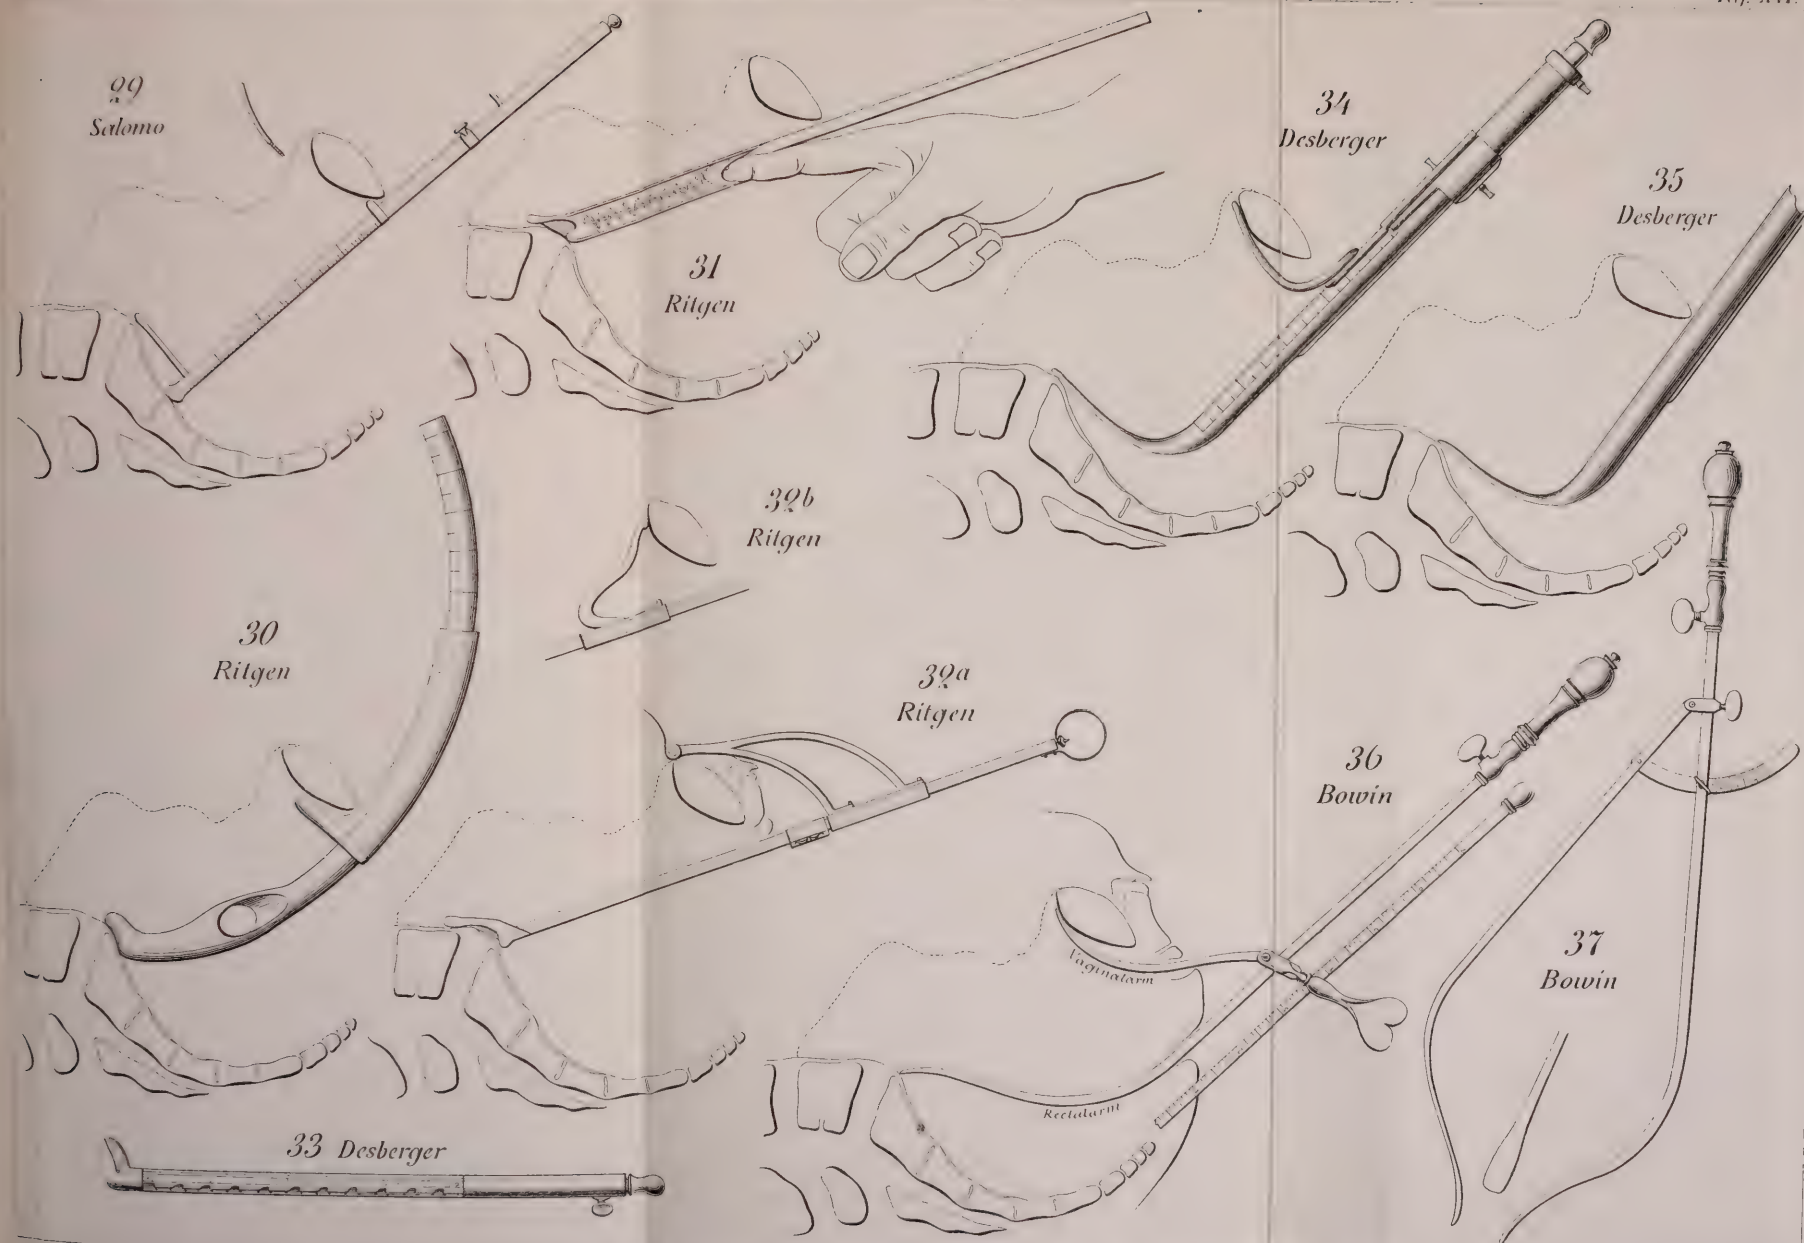 29
a
Salomo
31
Ritgen
34
Desberger
35
Desberger
32b
Ritgen
30
Ritgen
32a
Ritgen
36
Bowin
37
Bowin
Vaginalarm
Rectalarm
33 Desberger